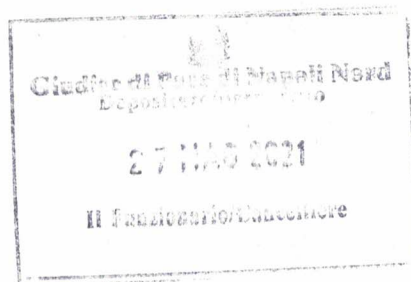 Giudice di Pace di Napoli Nord
27 MAG 2021
Il Funzionario/Cancelliere